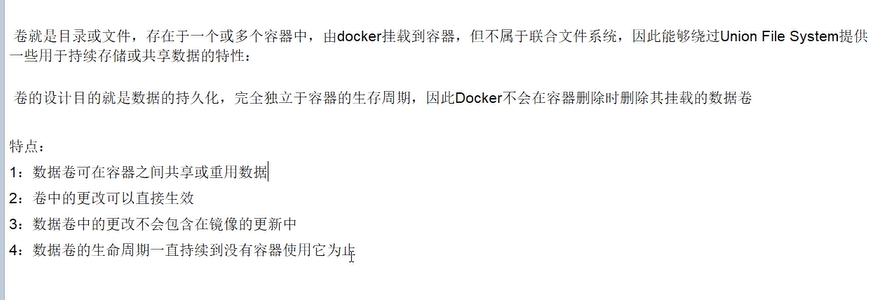 卷就是目录或文件，存在于一个或多个容器中，由docker挂载到容器，但不属于联合文件系统，因此能够绕过Union File System提供
一些用于持续存储或共享数据的特性：
卷的设计目的就是数据的持久化，完全独立于容器的生存周期，因此Docker不会在容器删除时删除其挂载的数据卷
特点：
1：数据卷可在容器之间共享或重用数据
2：卷中的更改可以直接生效
3：数据卷中的更改不会包含在镜像的更新中
4：数据卷的生命周期一直持续到没有容器使用它为止